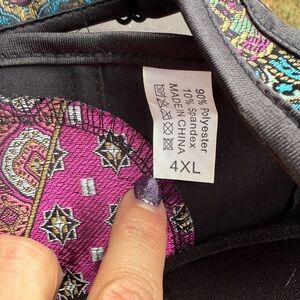 90% Polyester
10% Spandex
MADE IN CHINA
4XL